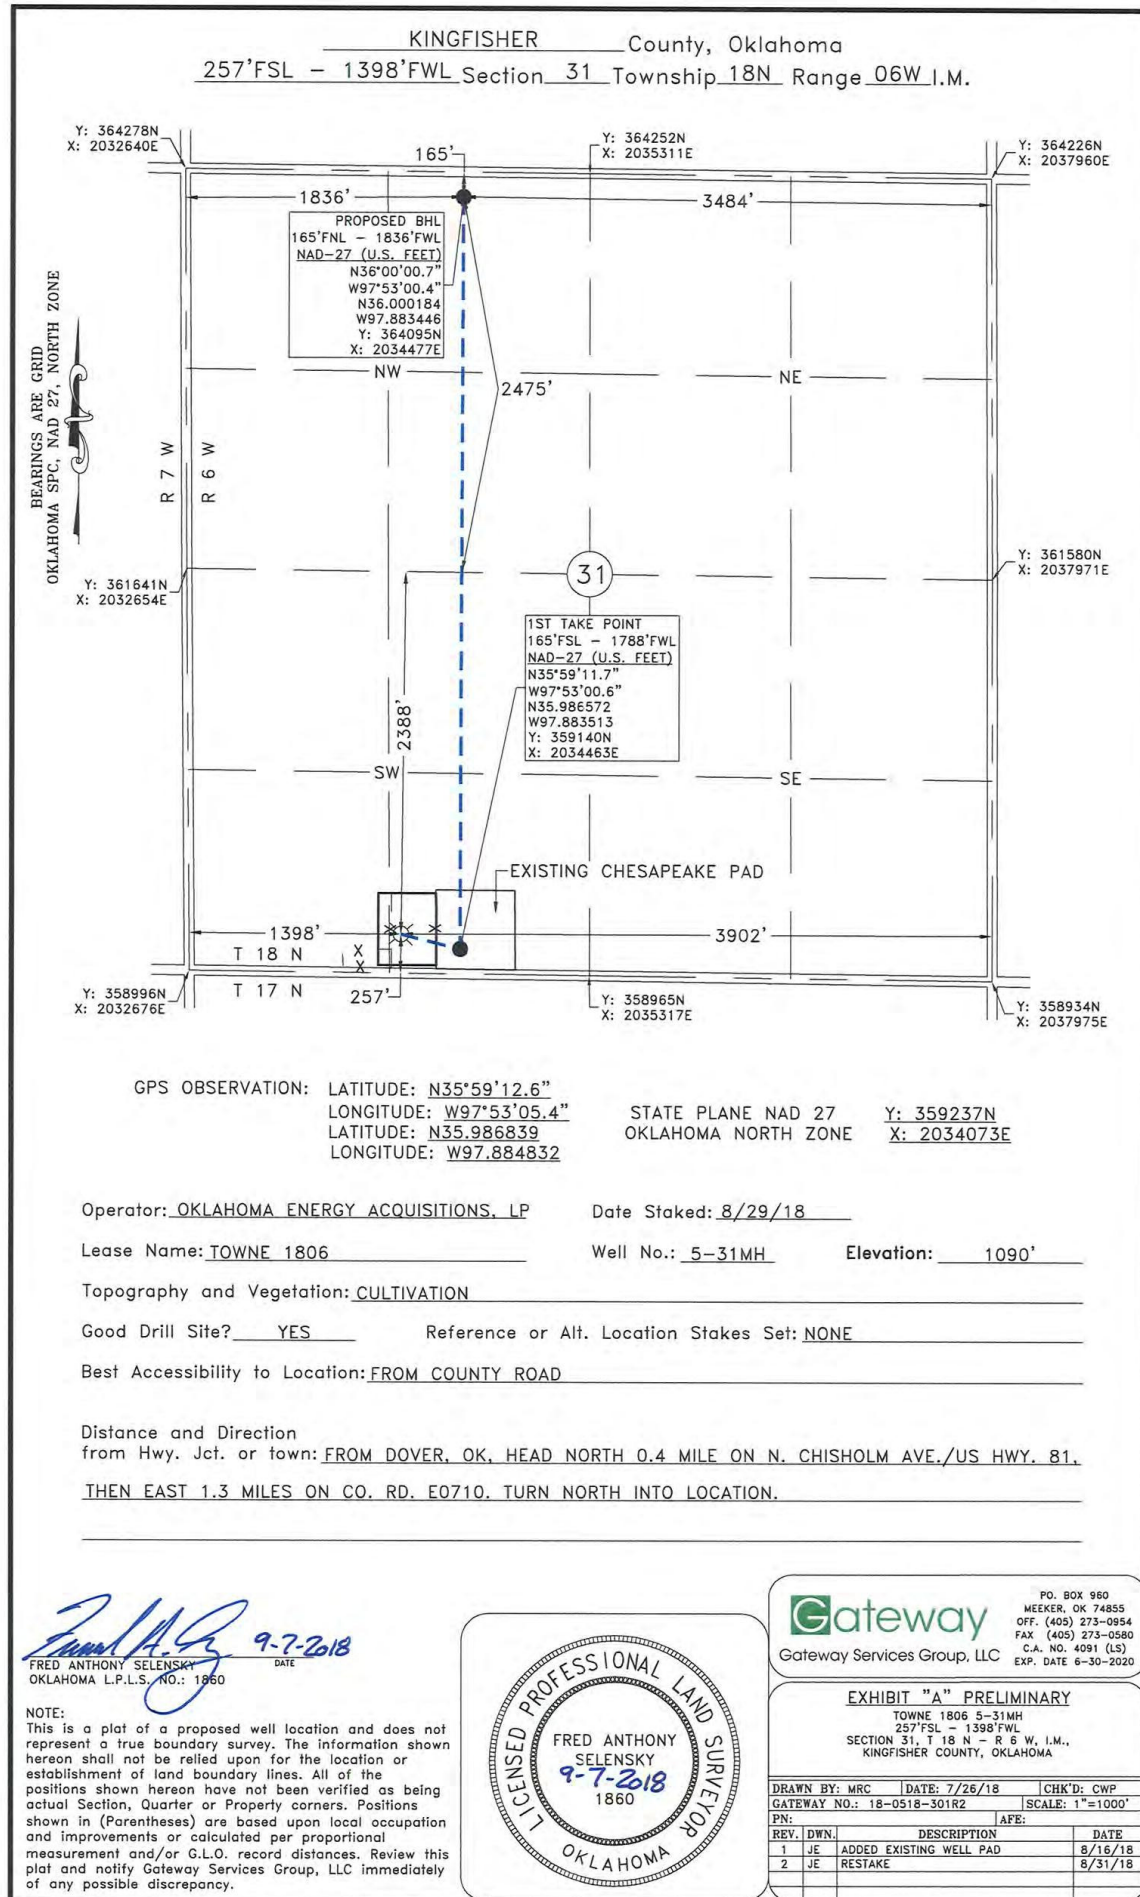 KINGFISHER County, Oklahoma
257'FSL – 1398'FWL Section 31 Township 18N Range 06W I.M.
Y: 364278N
X: 2032640E
165'
Y: 364252N
X: 2035311E
Y: 364226N
X: 2037960E
1836'
3484'
PROPOSED BHL
165'FNL – 1836'FWL
NAD-27 (U.S. FEET)
N36°00'00.7"
W97°53'00.4"
N36.000184
W97.883446
Y: 364095N
X: 2034477E
BEARINGS ARE GRID
OKLAHOMA SPC, NAD 27, NORTH ZONE
NW
NE
2475'
R 7 W
R 6 W
Y: 361641N
X: 2032654E
31
Y: 361580N
X: 2037971E
1ST TAKE POINT
165'FSL – 1788'FWL
NAD-27 (U.S. FEET)
N35°59'11.7"
W97°53'00.6"
N35.986572
W97.883513
Y: 359140N
X: 2034463E
2388'
SW
SE
EXISTING CHESAPEAKE PAD
1398'
3902'
T 18 N
T 17 N
257'
X
X
Y: 358996N
X: 2032676E
Y: 358965N
X: 2035317E
Y: 358934N
X: 2037975E
GPS OBSERVATION: LATITUDE: N35°59'12.6"
LONGITUDE: W97°53'05.4"
LATITUDE: N35.986839
LONGITUDE: W97.884832
STATE PLANE NAD 27 Y: 359237N
OKLAHOMA NORTH ZONE X: 2034073E
Operator: OKLAHOMA ENERGY ACQUISITIONS, LP Date Staked: 8/29/18
Lease Name: TOWNE 1806 Well No.: 5-31MH Elevation: 1090'
Topography and Vegetation: CULTIVATION
Good Drill Site? YES Reference or Alt. Location Stakes Set: NONE
Best Accessibility to Location: FROM COUNTY ROAD
Distance and Direction
from Hwy. Jct. or town: FROM DOVER, OK, HEAD NORTH 0.4 MILE ON N. CHISHOLM AVE./US HWY. 81,
THEN EAST 1.3 MILES ON CO. RD. E0710. TURN NORTH INTO LOCATION.
9-7-2018
FRED ANTHONY SELENSKY DATE
OKLAHOMA L.P.L.S. NO.: 1860
NOTE:
This is a plat of a proposed well location and does not
represent a true boundary survey. The information shown
hereon shall not be relied upon for the location or
establishment of land boundary lines. All of the
positions shown hereon have not been verified as being
actual Section, Quarter or Property corners. Positions
shown in (Parentheses) are based upon local occupation
and improvements or calculated per proportional
measurement and/or G.L.O. record distances. Review this
plat and notify Gateway Services Group, LLC immediately
of any possible discrepancy.
LICENSED PROFESSIONAL LAND SURVEYOR
FRED ANTHONY
SELENSKY
9-7-2018
1860
OKLAHOMA
Gateway
Gateway Services Group, LLC
PO. BOX 960
MEEKER, OK 74855
OFF. (405) 273-0954
FAX (405) 273-0580
C.A. NO. 4091 (LS)
EXP. DATE 6-30-2020
EXHIBIT "A" PRELIMINARY
TOWNE 1806 5-31MH
257'FSL – 1398'FWL
SECTION 31, T 18 N – R 6 W, I.M.,
KINGFISHER COUNTY, OKLAHOMA
DRAWN BY: MRC DATE: 7/26/18 CHK'D: CWP
GATEWAY NO.: 18-0518-301R2 SCALE: 1"=1000'
PN: AFE:
REV. DWN. DESCRIPTION DATE
1 JE ADDED EXISTING WELL PAD 8/16/18
2 JE RESTAKE 8/31/18